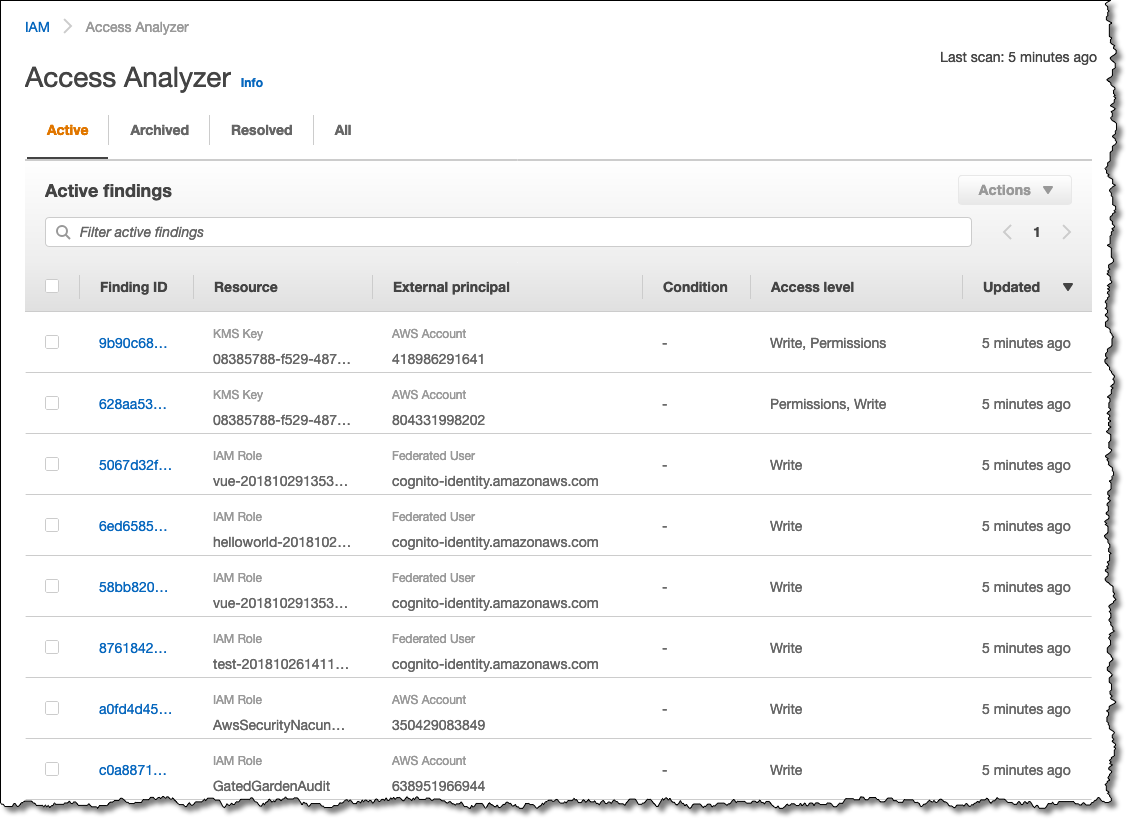 IAM Access Analyzer
Last scan: 5 minutes ago
Access Analyzer Info
Active Archived Resolved All
Active findings
Actions
Filter active findings
1
Finding ID Resource External principal Condition Access level Updated
KMS Key AWS Account
9b90c68... - Write, Permissions 5 minutes ago
08385788-f529-487... 418986291641
KMS Key AWS Account
628aa53... - Permissions, Write 5 minutes ago
08385788-f529-487... 804331998202
IAM Role Federated User
5067d32f... - Write 5 minutes ago
vue-201810291353... cognito-identity.amazonaws.com
IAM Role Federated User
6ed6585... - Write 5 minutes ago
helloworld-2018102... cognito-identity.amazonaws.com
IAM Role Federated User
58bb820... - Write 5 minutes ago
vue-201810291353... cognito-identity.amazonaws.com
IAM Role Federated User
8761842... - Write 5 minutes ago
test-201810261411... cognito-identity.amazonaws.com
IAM Role AWS Account
a0fd4d45... - Write 5 minutes ago
AwsSecurityNacun... 350429083849
IAM Role AWS Account
c0a8871... - Write 5 minutes ago
GatedGardenAudit 638951966944